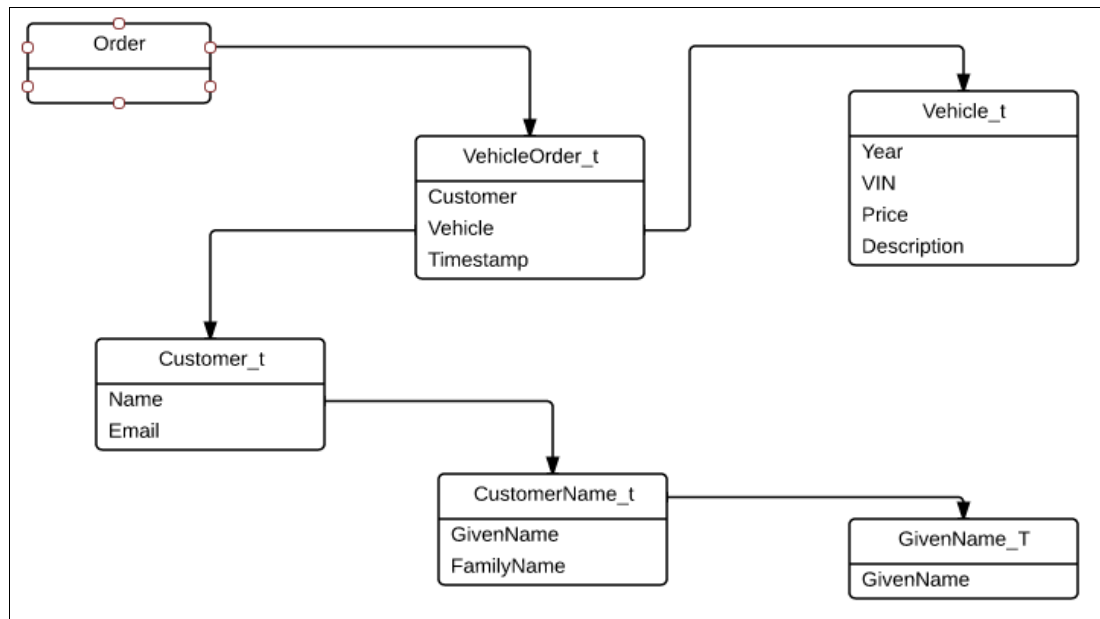 Order
VehicleOrder_t
Customer
Vehicle
Timestamp
Vehicle_t
Year
VIN
Price
Description
Customer_t
Name
Email
CustomerName_t
GivenName
FamilyName
GivenName_T
GivenName